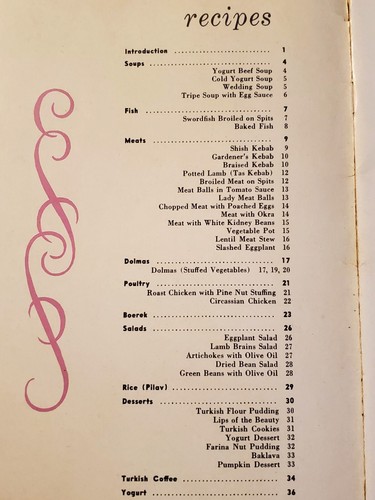 recipes
Introduction ........................... 1
Soups ........................... 4
Yogurt Beef Soup 4
Cold Yogurt Soup 5
Wedding Soup 5
Tripe Soup with Egg Sauce 6
Fish ........................... 7
Swordfish Broiled on Spits 7
Baked Fish 8
Meats ........................... 9
Shish Kebab 9
Gardener's Kebab 10
Braised Kebab 10
Potted Lamb (Tas Kebab) 12
Broiled Meat on Spits 12
Meat Balls in Tomato Sauce 13
Lady Meat Balls 13
Chopped Meat with Poached Eggs 14
Meat with Okra 14
Meat with White Kidney Beans 15
Vegetable Pot 15
Lentil Meat Stew 16
Slashed Eggplant 16
Dolmas ........................... 17
Dolmas (Stuffed Vegetables) 17, 19, 20
Poultry ........................... 21
Roast Chicken with Pine Nut Stuffing 21
Circassian Chicken 22
Boerek ........................... 23
Salads ........................... 26
Eggplant Salad 26
Lamb Brains Salad 27
Artichokes with Olive Oil 27
Dried Bean Salad 28
Green Beans with Olive Oil 28
Rice (Pilav) ........................... 29
Desserts ........................... 30
Turkish Flour Pudding 30
Lips of the Beauty 31
Turkish Cookies 31
Yogurt Dessert 32
Farina Nut Pudding 32
Baklava 33
Pumpkin Dessert 33
Turkish Coffee ........................... 34
Yogurt ........................... 36